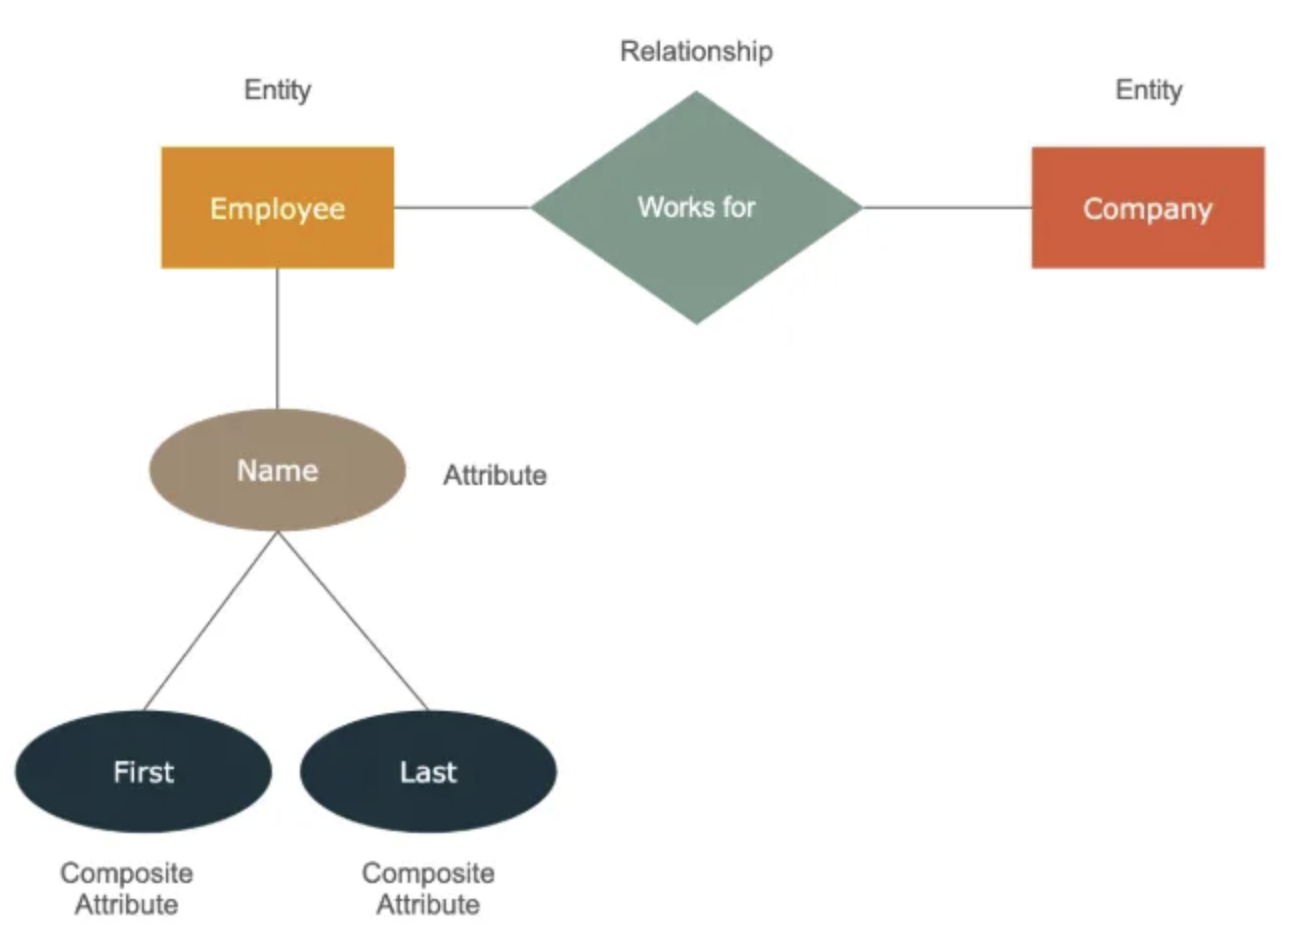 Relationship
Entity
Entity
Employee
Works for
Company
Name
Attribute
First
Last
Composite
Attribute
Composite
Attribute